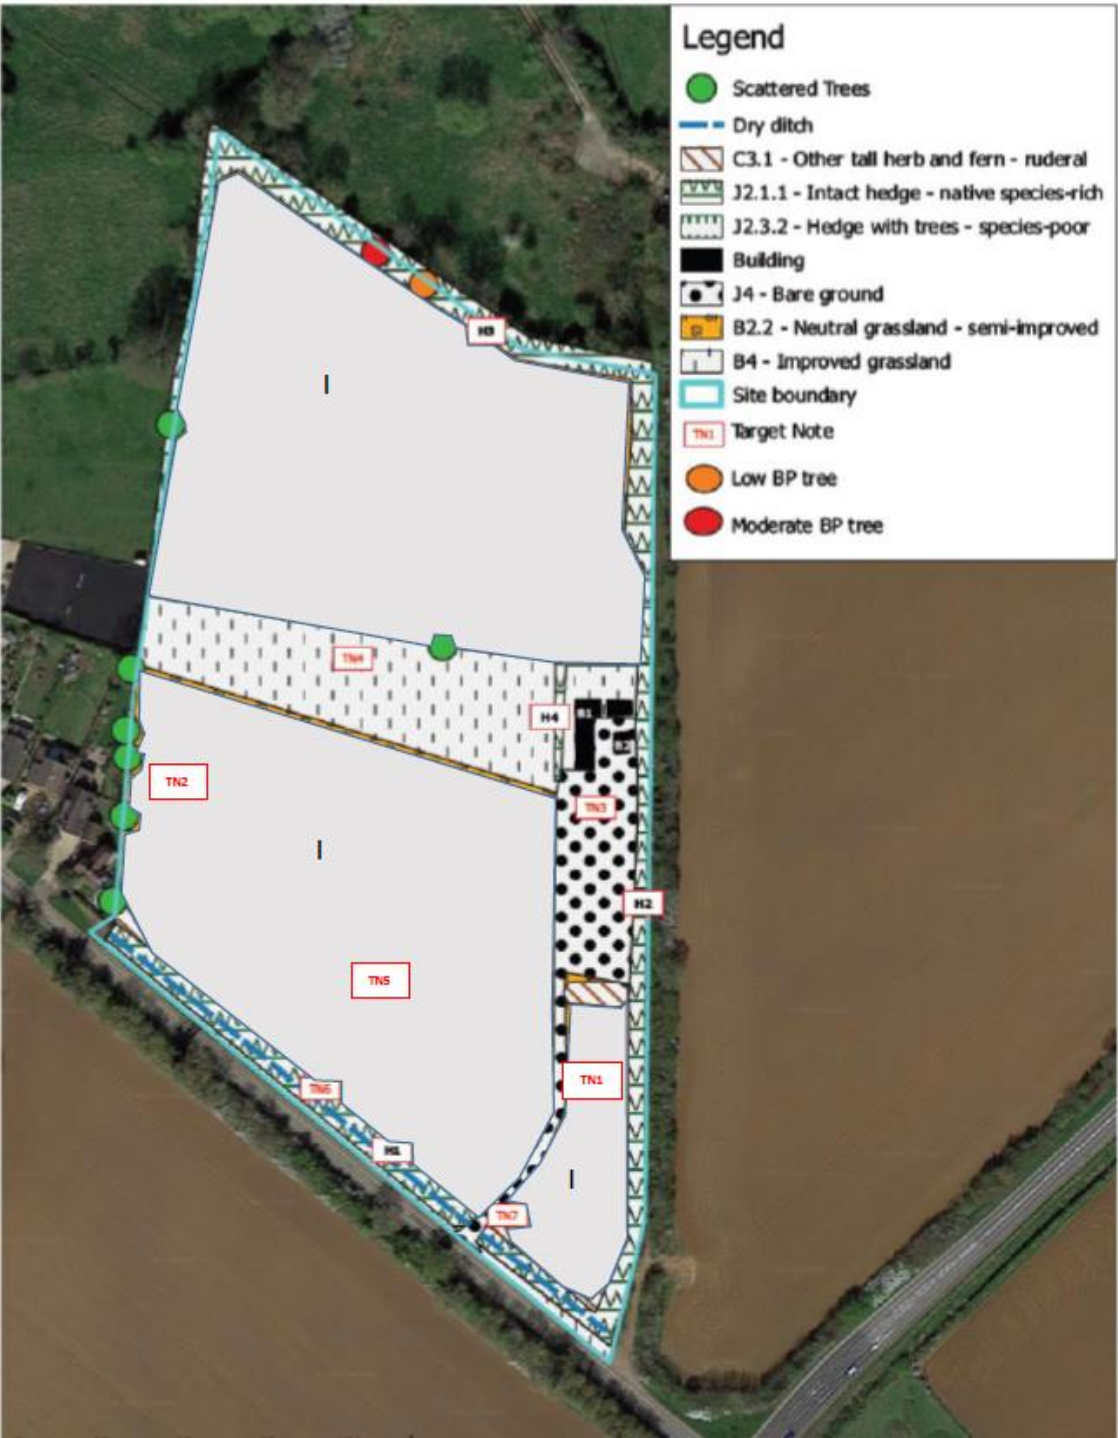 Legend
Scattered Trees
Dry ditch
C3.1 - Other tall herb and fern - ruderal
J2.1.1 - Intact hedge - native species-rich
J2.3.2 - Hedge with trees - species-poor
Building
J4 - Bare ground
B2.2 - Neutral grassland - semi-improved
B4 - Improved grassland
Site boundary
TN1 Target Note
Low BP tree
Moderate BP tree
H3
I
TN4
H4
B1
B2
TN2
TN3
I
H2
TN5
TN1
TN6
H1
I
TN7